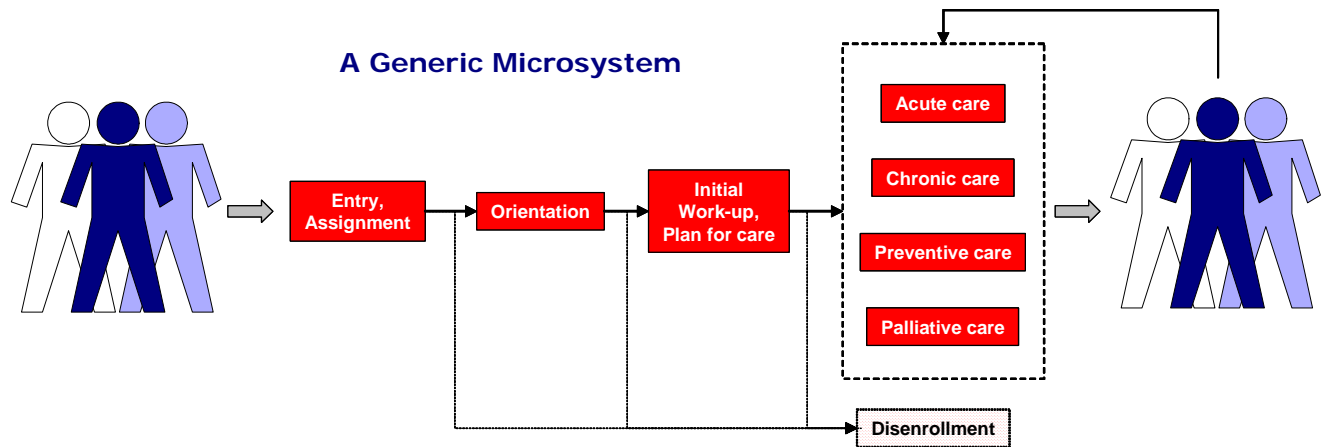 A Generic Microsystem
Entry,
Assignment
Orientation
Initial
Work-up,
Plan for care
Acute care
Chronic care
Preventive care
Palliative care
Disenrollment